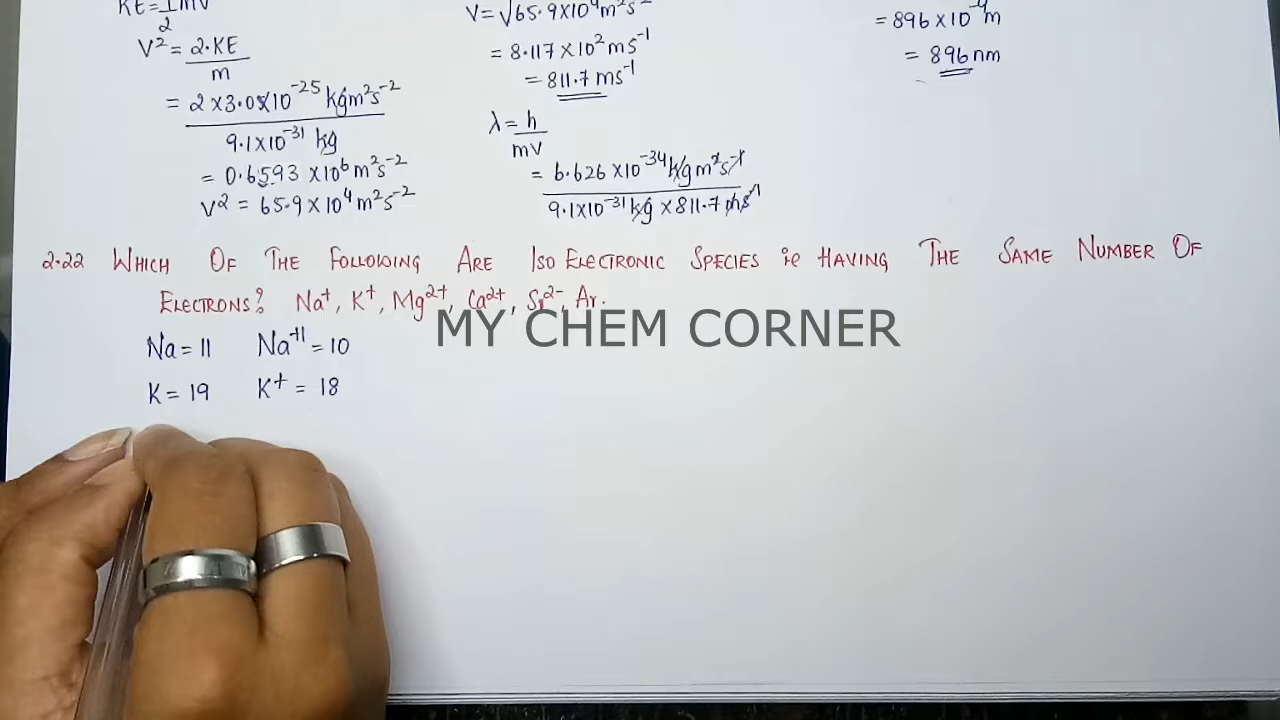 KE = 1/2 mv
V² = 2.KE / m
= 2 x 3.0 x 10⁻²⁵ kgm²s⁻² / 9.1 x 10⁻³¹ kg
= 0.6593 x 10⁶ m²s⁻²
V² = 65.9 x 10⁴ m²s⁻²
V = √65.9 x 10⁴ m²s⁻²
= 8.117 x 10² ms⁻¹
= 811.7 ms⁻¹
λ = h / mv
= 6.626 x 10⁻³⁴ kgm²s⁻¹ / 9.1 x 10⁻³¹ kg x 811.7 ms⁻¹
= 896 x 10⁻⁹ m
= 896 nm
2.22 WHICH OF THE FOLLOWING ARE ISO ELECTRONIC SPECIES ie HAVING THE SAME NUMBER OF
ELECTRONS? Na⁺, K⁺, Mg²⁺, Ca²⁺, S²⁻, Ar.
MY CHEM CORNER
Na = 11 Na⁺¹ = 10
K = 19 K⁺ = 18